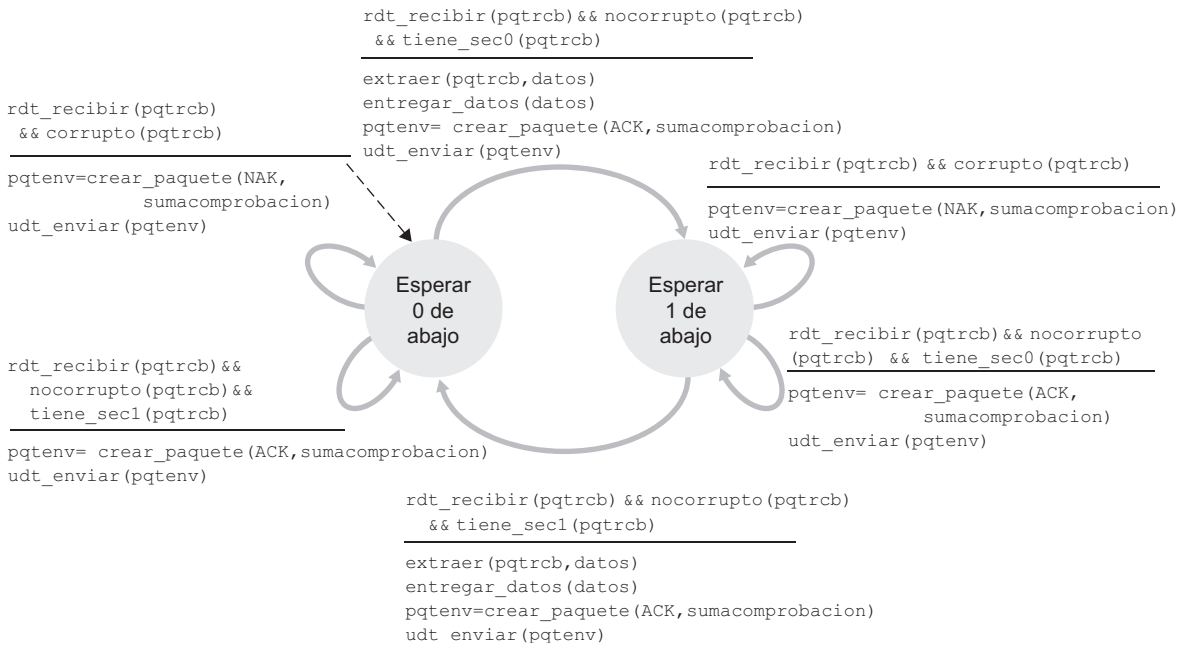 rdt_recibir(pqtrcb)&& nocorrupto(pqtrcb)
&& tiene_sec0(pqtrcb)
extraer(pqtrcb,datos)
entregar_datos(datos)
pqtenv= crear_paquete(ACK,sumacomprobacion)
udt_enviar(pqtenv)
rdt_recibir(pqtrcb)
&& corrupto(pqtrcb)
pqtenv=crear_paquete(NAK,
sumacomprobacion)
udt_enviar(pqtenv)
rdt_recibir(pqtrcb) && corrupto(pqtrcb)
pqtenv=crear_paquete(NAK,sumacomprobacion)
udt_enviar(pqtenv)
Esperar
0 de
abajo
Esperar
1 de
abajo
rdt_recibir(pqtrcb)&& nocorrupto
(pqtrcb) && tiene_sec0(pqtrcb)
pqtenv= crear_paquete(ACK,
sumacomprobacion)
udt_enviar(pqtenv)
rdt_recibir(pqtrcb)&&
nocorrupto(pqtrcb)&&
tiene_sec1(pqtrcb)
pqtenv= crear_paquete(ACK,sumacomprobacion)
udt_enviar(pqtenv)
rdt_recibir(pqtrcb) && nocorrupto(pqtrcb)
&& tiene_sec1(pqtrcb)
extraer(pqtrcb,datos)
entregar_datos(datos)
pqtenv=crear_paquete(ACK,sumacomprobacion)
udt enviar(pqtenv)